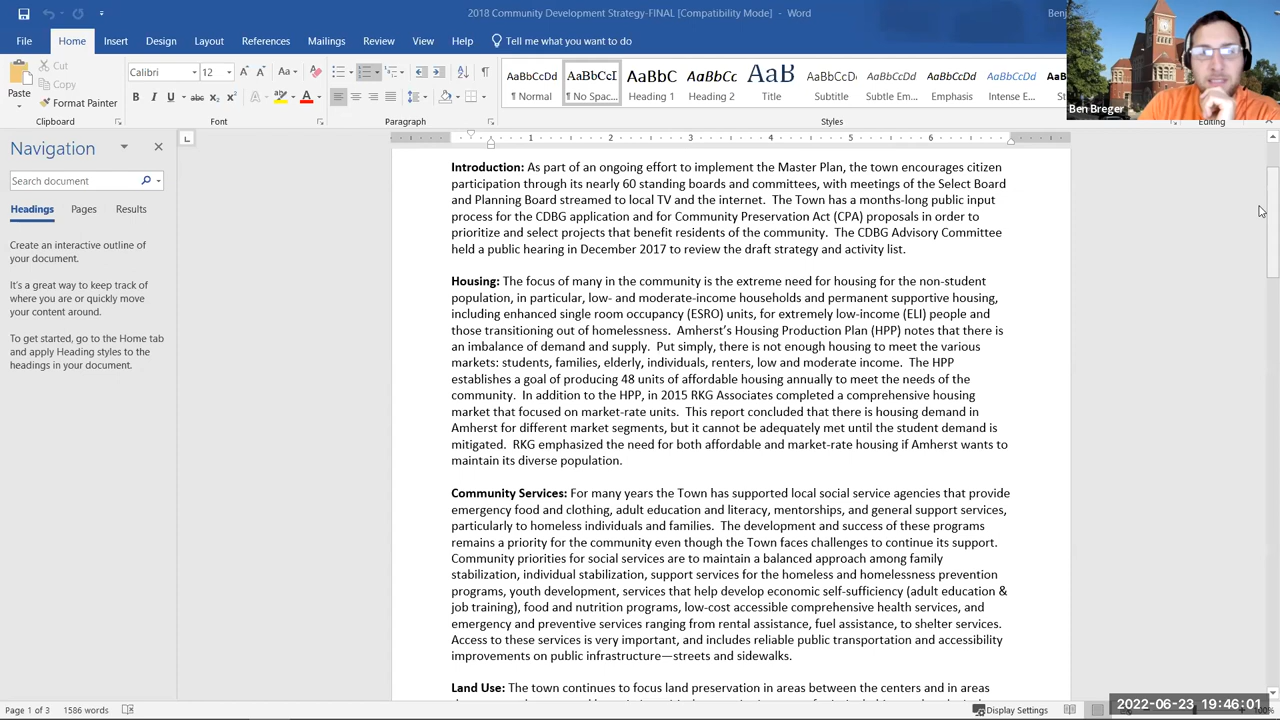 2018 Community Development Strategy-FINAL [Compatibility Mode] - Word
Benj
File Home Insert Design Layout References Mailings Review View Help Tell me what you want to do
Paste
Cut
Copy
Format Painter
Calibri 12
AaBbCcDd AaBbCcD AaBbC AaBbCc AaB AaBbCcD AaBbCcDd AaBbCcDd AaBbCcDd
¶ Normal ¶ No Spac... Heading 1 Heading 2 Title Subtitle Subtle Em... Emphasis Intense E...
Clipboard Font Paragraph Styles Editing
Ben Breger
Navigation
Search document
Headings Pages Results
Create an interactive outline of
your document.
It's a great way to keep track of
where you are or quickly move
your content around.
To get started, go to the Home tab
and apply Heading styles to the
headings in your document.
1 2 3 4 5 6
Introduction: As part of an ongoing effort to implement the Master Plan, the town encourages citizen
participation through its nearly 60 standing boards and committees, with meetings of the Select Board
and Planning Board streamed to local TV and the internet. The Town has a months-long public input
process for the CDBG application and for Community Preservation Act (CPA) proposals in order to
prioritize and select projects that benefit residents of the community. The CDBG Advisory Committee
held a public hearing in December 2017 to review the draft strategy and activity list.
Housing: The focus of many in the community is the extreme need for housing for the non-student
population, in particular, low- and moderate-income households and permanent supportive housing,
including enhanced single room occupancy (ESRO) units, for extremely low-income (ELI) people and
those transitioning out of homelessness. Amherst's Housing Production Plan (HPP) notes that there is
an imbalance of demand and supply. Put simply, there is not enough housing to meet the various
markets: students, families, elderly, individuals, renters, low and moderate income. The HPP
establishes a goal of producing 48 units of affordable housing annually to meet the needs of the
community. In addition to the HPP, in 2015 RKG Associates completed a comprehensive housing
market that focused on market-rate units. This report concluded that there is housing demand in
Amherst for different market segments, but it cannot be adequately met until the student demand is
mitigated. RKG emphasized the need for both affordable and market-rate housing if Amherst wants to
maintain its diverse population.
Community Services: For many years the Town has supported local social service agencies that provide
emergency food and clothing, adult education and literacy, mentorships, and general support services,
particularly to homeless individuals and families. The development and success of these programs
remains a priority for the community even though the Town faces challenges to continue its support.
Community priorities for social services are to maintain a balanced approach among family
stabilization, individual stabilization, support services for the homeless and homelessness prevention
programs, youth development, services that help develop economic self-sufficiency (adult education &
job training), food and nutrition programs, low-cost accessible comprehensive health services, and
emergency and preventive services ranging from rental assistance, fuel assistance, to shelter services.
Access to these services is very important, and includes reliable public transportation and accessibility
improvements on public infrastructure—streets and sidewalks.
Land Use: The town continues to focus land preservation in areas between the centers and in areas
Page 1 of 3 1586 words
Display Settings
2022-06-23 19:46:01